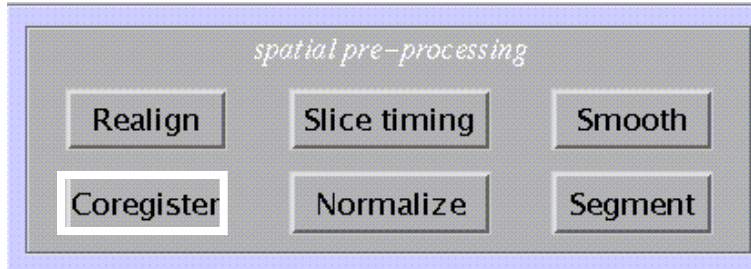 spatial pre-processing
Realign Slice timing Smooth
Coregister Normalize Segment